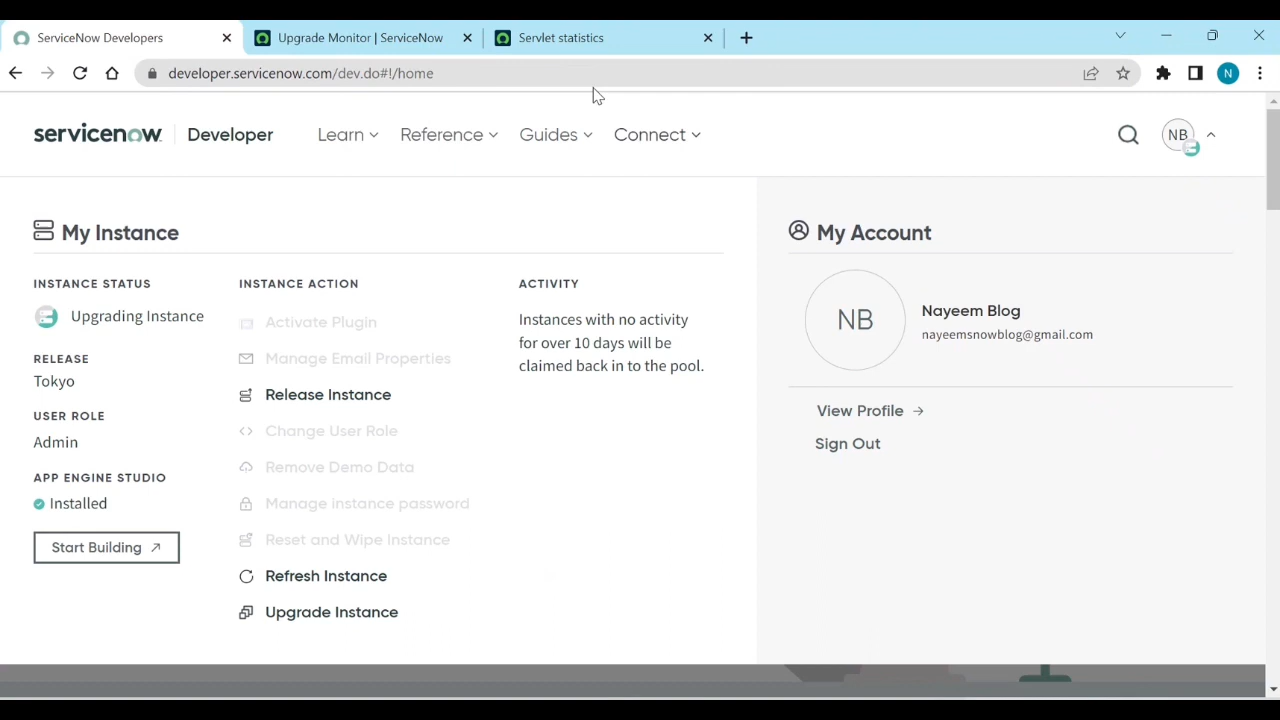 ServiceNow Developers
Upgrade Monitor | ServiceNow
Servlet statistics
developer.servicenow.com/dev.do#!/home
N
servicenow Developer
Learn
Reference
Guides
Connect
NB
My Instance
INSTANCE STATUS
Upgrading Instance
RELEASE
Tokyo
USER ROLE
Admin
APP ENGINE STUDIO
Installed
Start Building
INSTANCE ACTION
Activate Plugin
Manage Email Properties
Release Instance
Change User Role
Remove Demo Data
Manage instance password
Reset and Wipe Instance
Refresh Instance
Upgrade Instance
ACTIVITY
Instances with no activity
for over 10 days will be
claimed back in to the pool.
My Account
NB
Nayeem Blog
nayeemsnowblog@gmail.com
View Profile
Sign Out